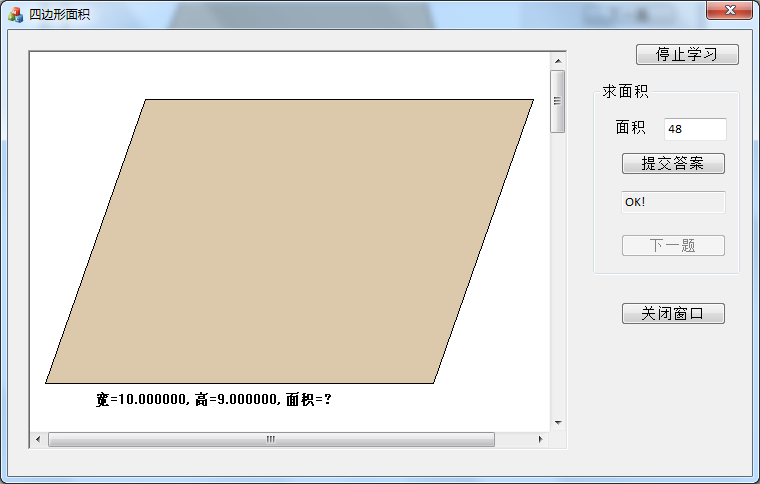 四边形面积
停止学习
求面积
面积 48
提交答案
OK!
下一题
关闭窗口
宽=10.000000, 高=9.000000, 面积=?